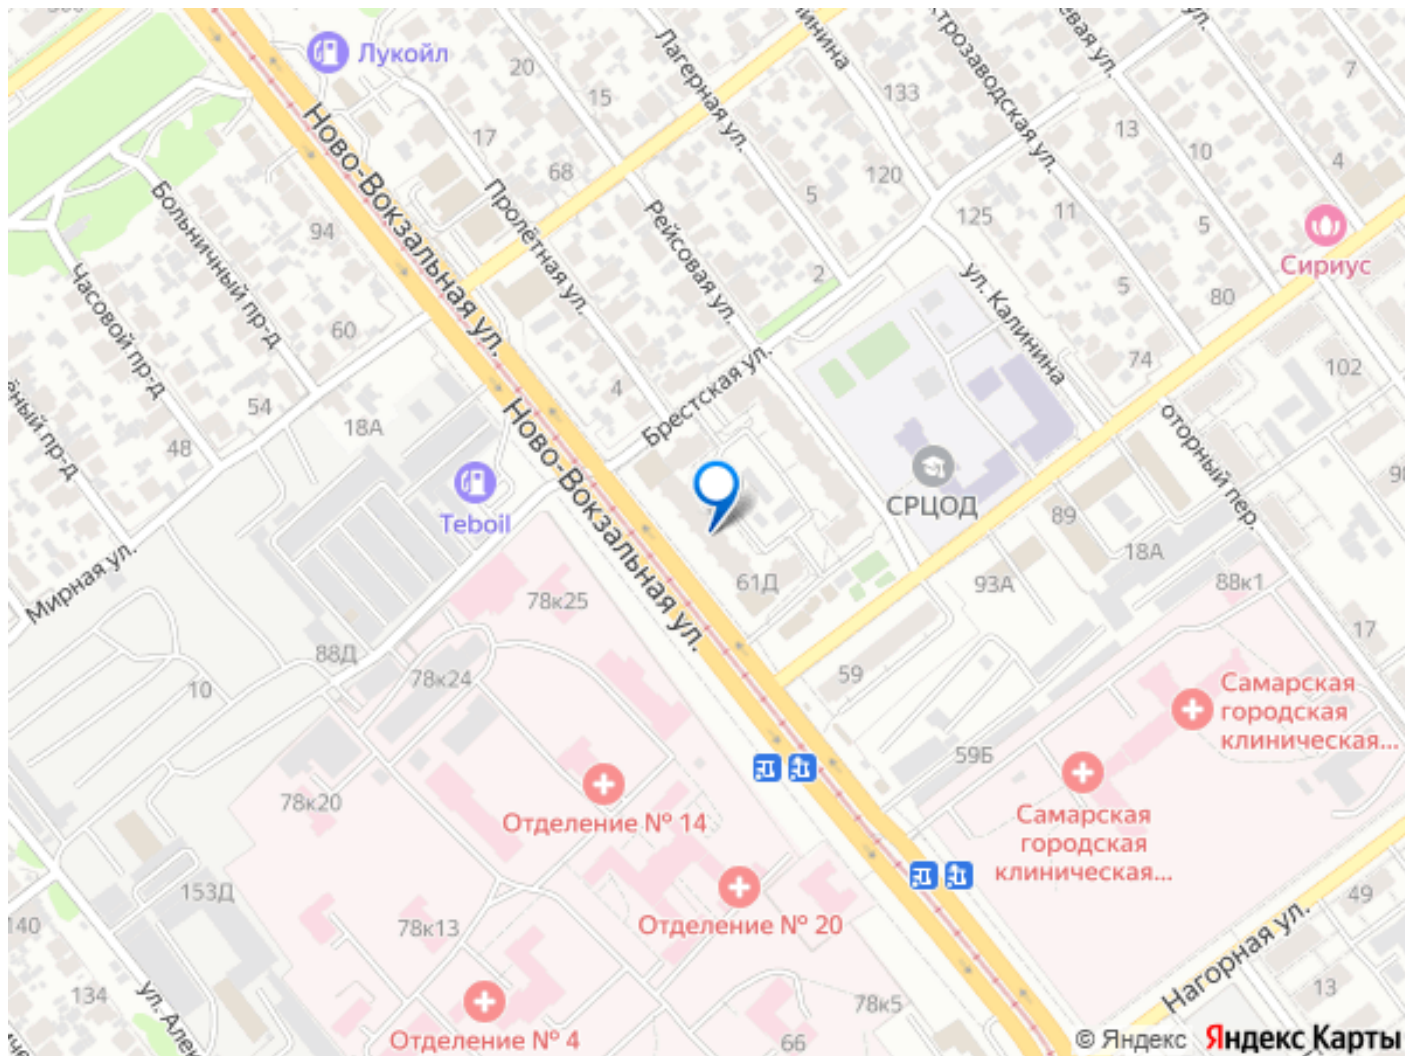 Лукойл
20
15
17
68
Лагерная ул.
133
13
10
7
4
120
5
125
11
5
5
Сириус
80
74
102
2
94
60
54
48
18А
4
Ново-Вокзальная ул.
Больничный пр-д
Часовой пр-д
Пролётная ул.
Рейсовая ул.
ул. Калинина
Брестская ул.
Ново-Вокзальная ул.
Teboil
Мирная ул.
СРЦОД
89
18А
93А
88к1
17
61Д
59
78к25
78к24
88Д
10
78к20
153Д
140
134
78к13
Отделение № 14
Отделение № 20
Отделение № 4
78к5
66
59Б
Самарская
городская
клиническая...
Самарская
городская
клиническая...
Нагорная ул.
49
13
© Яндекс Яндекс Карты